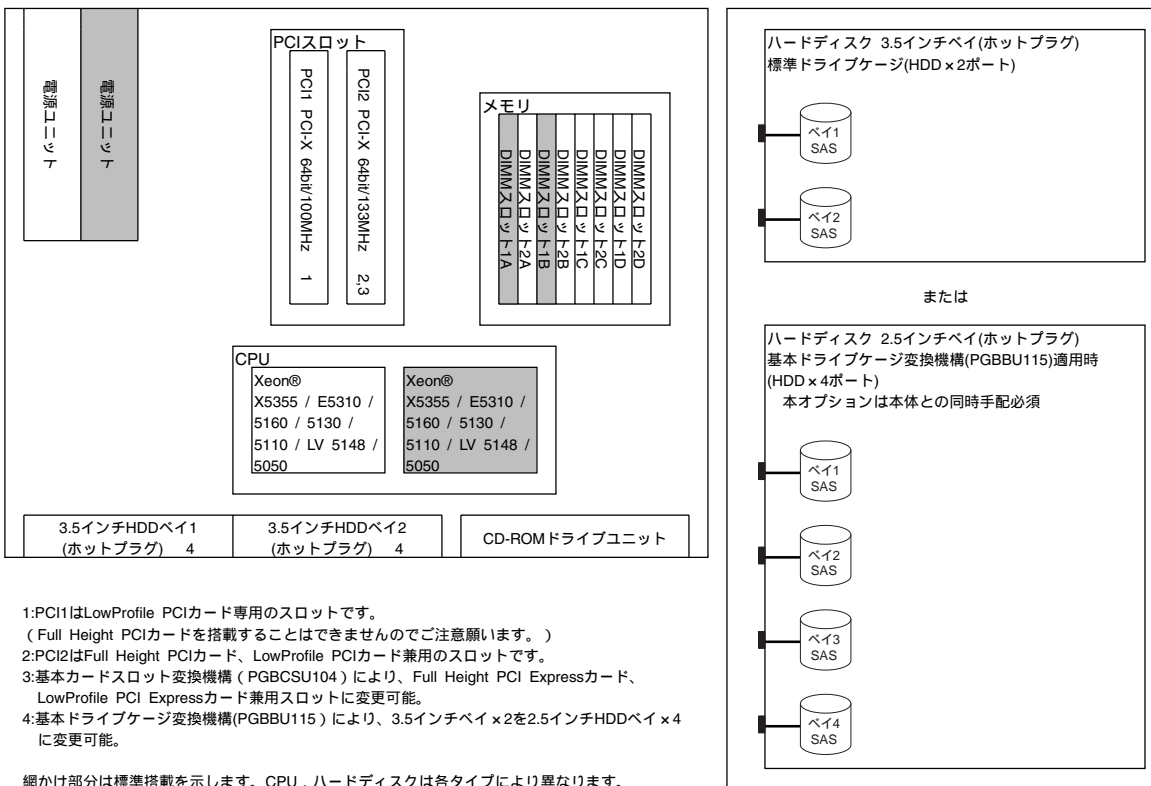 電源ユニット
電源ユニット
PCIスロット
PCI1 PCI-X 64bit/100MHz 1
PCI2 PCI-X 64bit/133MHz 2,3
メモリ
DIMMスロット1A
DIMMスロット2A
DIMMスロット1B
DIMMスロット2B
DIMMスロット1C
DIMMスロット2C
DIMMスロット1D
DIMMスロット2D
CPU
Xeon®
X5355 / E5310 /
5160 / 5130 /
5110 / LV 5148 /
5050
Xeon®
X5355 / E5310 /
5160 / 5130 /
5110 / LV 5148 /
5050
3.5インチHDDベイ1
(ホットプラグ) 4
3.5インチHDDベイ2
(ホットプラグ) 4
CD-ROMドライブユニット
1:PCI1はLowProfile PCIカード専用のスロットです。
(Full Height PCIカードを搭載することはできませんのでご注意願います。)
2:PCI2はFull Height PCIカード、LowProfile PCIカード兼用のスロットです。
3:基本カードスロット変換機構(PGBCSU104)により、Full Height PCI Expressカード、
LowProfile PCI Expressカード兼用スロットに変更可能。
4:基本ドライブケージ変換機構(PGBBU115)により、3.5インチベイ×2を2.5インチHDDベイ×4
に変更可能。
網かけ部分は標準搭載を示します。CPU,ハードディスクは各タイプにより異なります。
ハードディスク 3.5インチベイ(ホットプラグ)
標準ドライブケージ(HDD×2ポート)
ベイ1
SAS
ベイ2
SAS
または
ハードディスク 2.5インチベイ(ホットプラグ)
基本ドライブケージ変換機構(PGBBU115)適用時
(HDD×4ポート)
本オプションは本体との同時手配必須
ベイ1
SAS
ベイ2
SAS
ベイ3
SAS
ベイ4
SAS